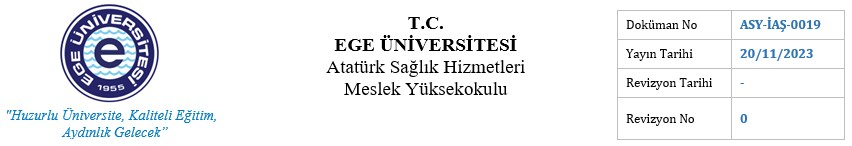 EGE ÜNİVERSİTESİ
e
1955
"Huzurlu Üniversite, Kaliteli Eğitim,
Aydınlık Gelecek”
T.C.
EGE ÜNİVERSİTESİ
Atatürk Sağlık Hizmetleri
Meslek Yüksekokulu
Doküman No ASY-İAŞ-0019
Yayın Tarihi 20/11/2023
Revizyon Tarihi -
Revizyon No 0